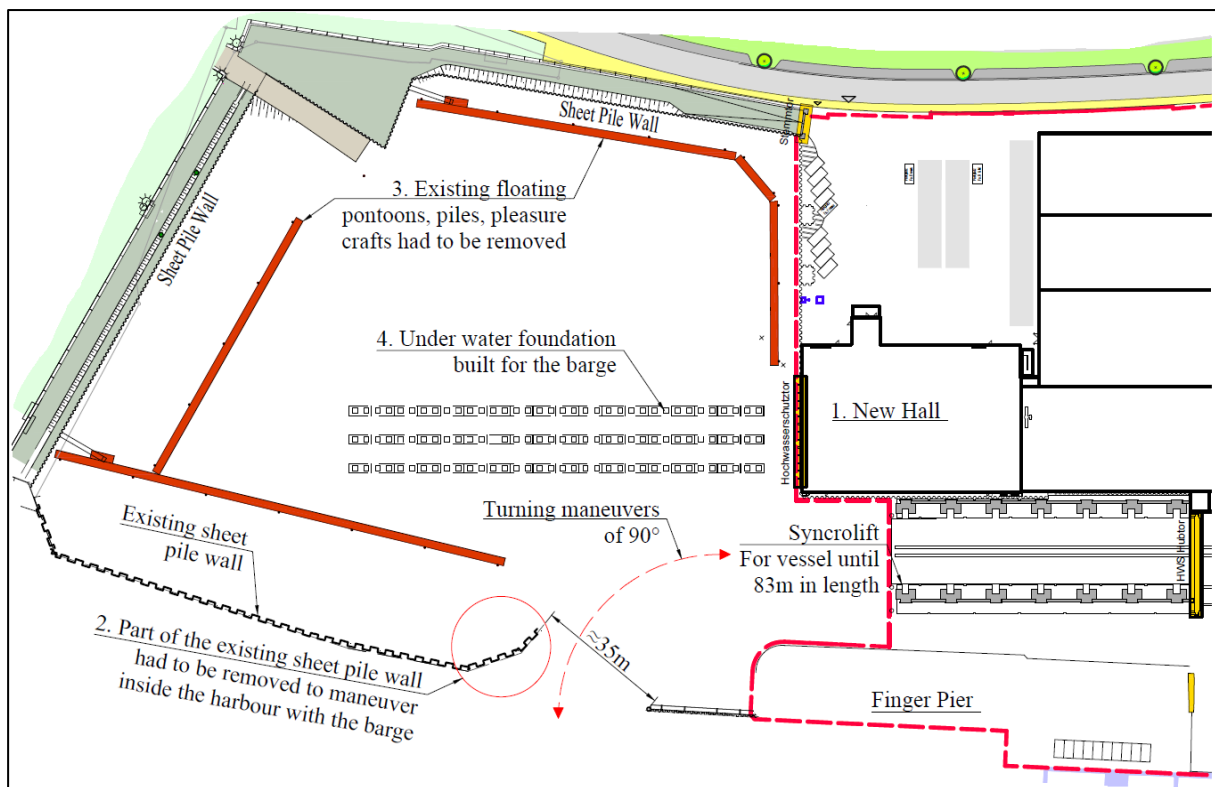 Stemmtor
Sheet Pile Wall
3. Existing floating
pontoons, piles, pleasure
crafts had to be removed
Sheet Pile Wall
4. Under water foundation
built for the barge
Hochwasserschutztor
1. New Hall
Turning maneuvers
of 90°
Existing sheet
pile wall
Syncrolift
For vessel until
83m in length
HWS Hubtor
2. Part of the existing sheet pile wall
had to be removed to maneuver
inside the harbour with the barge
≈35m
Finger Pier